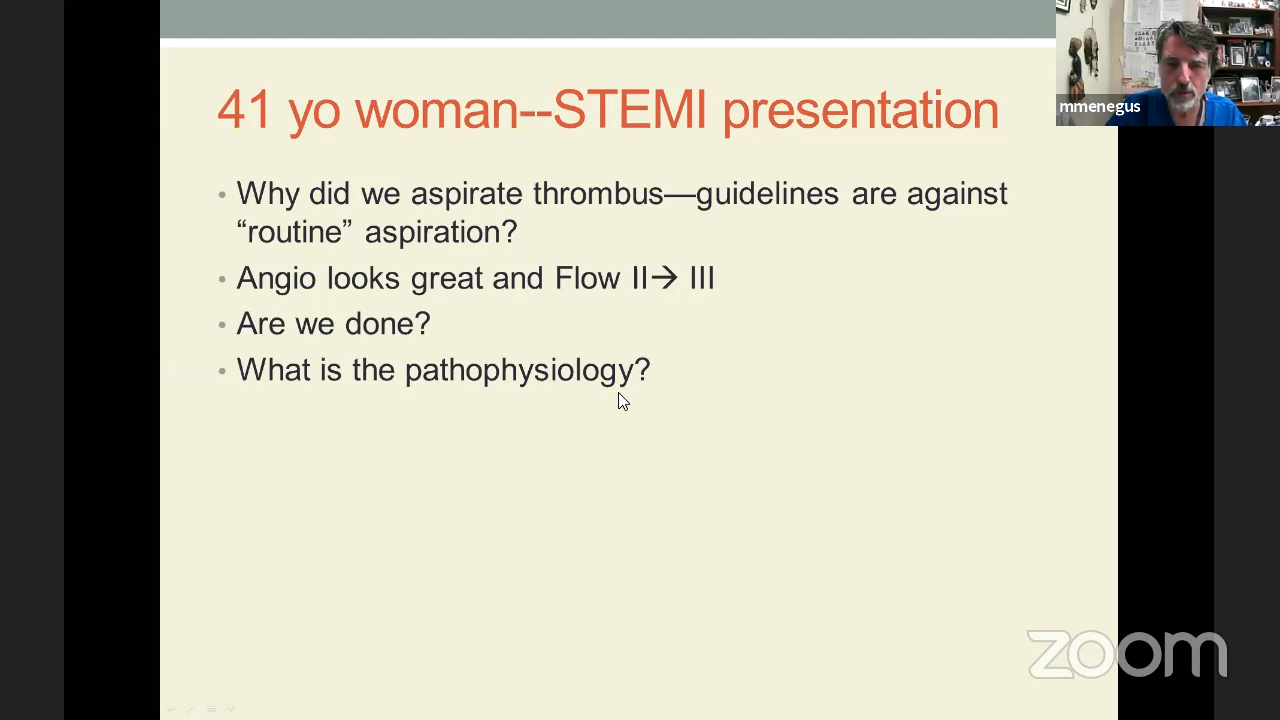 41 yo woman--STEMI presentation
mmenegus
• Why did we aspirate thrombus—guidelines are against
“routine” aspiration?
• Angio looks great and Flow II→ III
• Are we done?
• What is the pathophysiology?
zoom